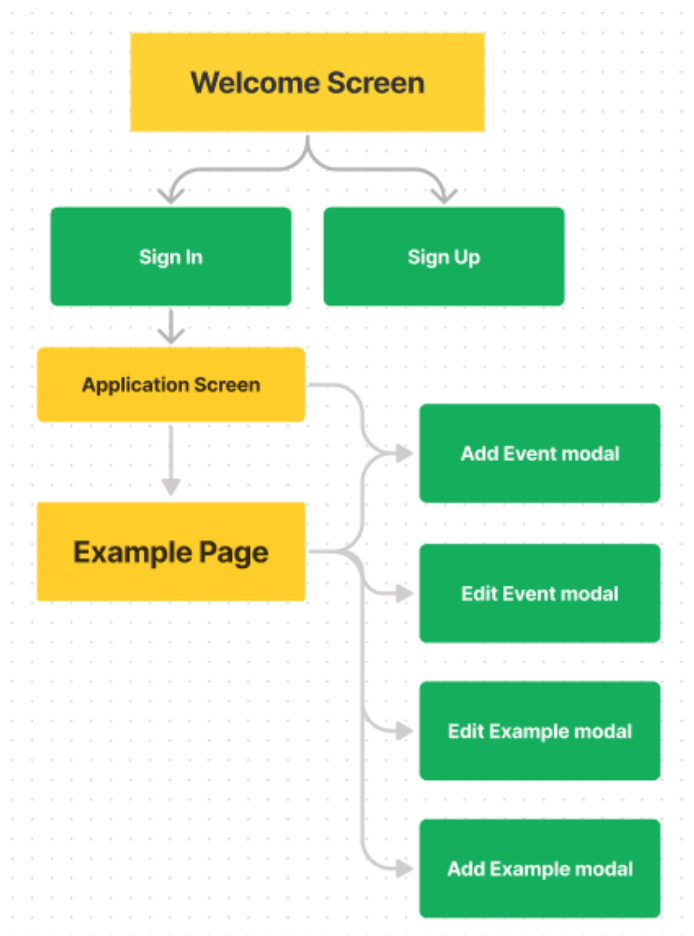 Welcome Screen
Sign In
Sign Up
Application Screen
Add Event modal
Example Page
Edit Event modal
Edit Example modal
Add Example modal